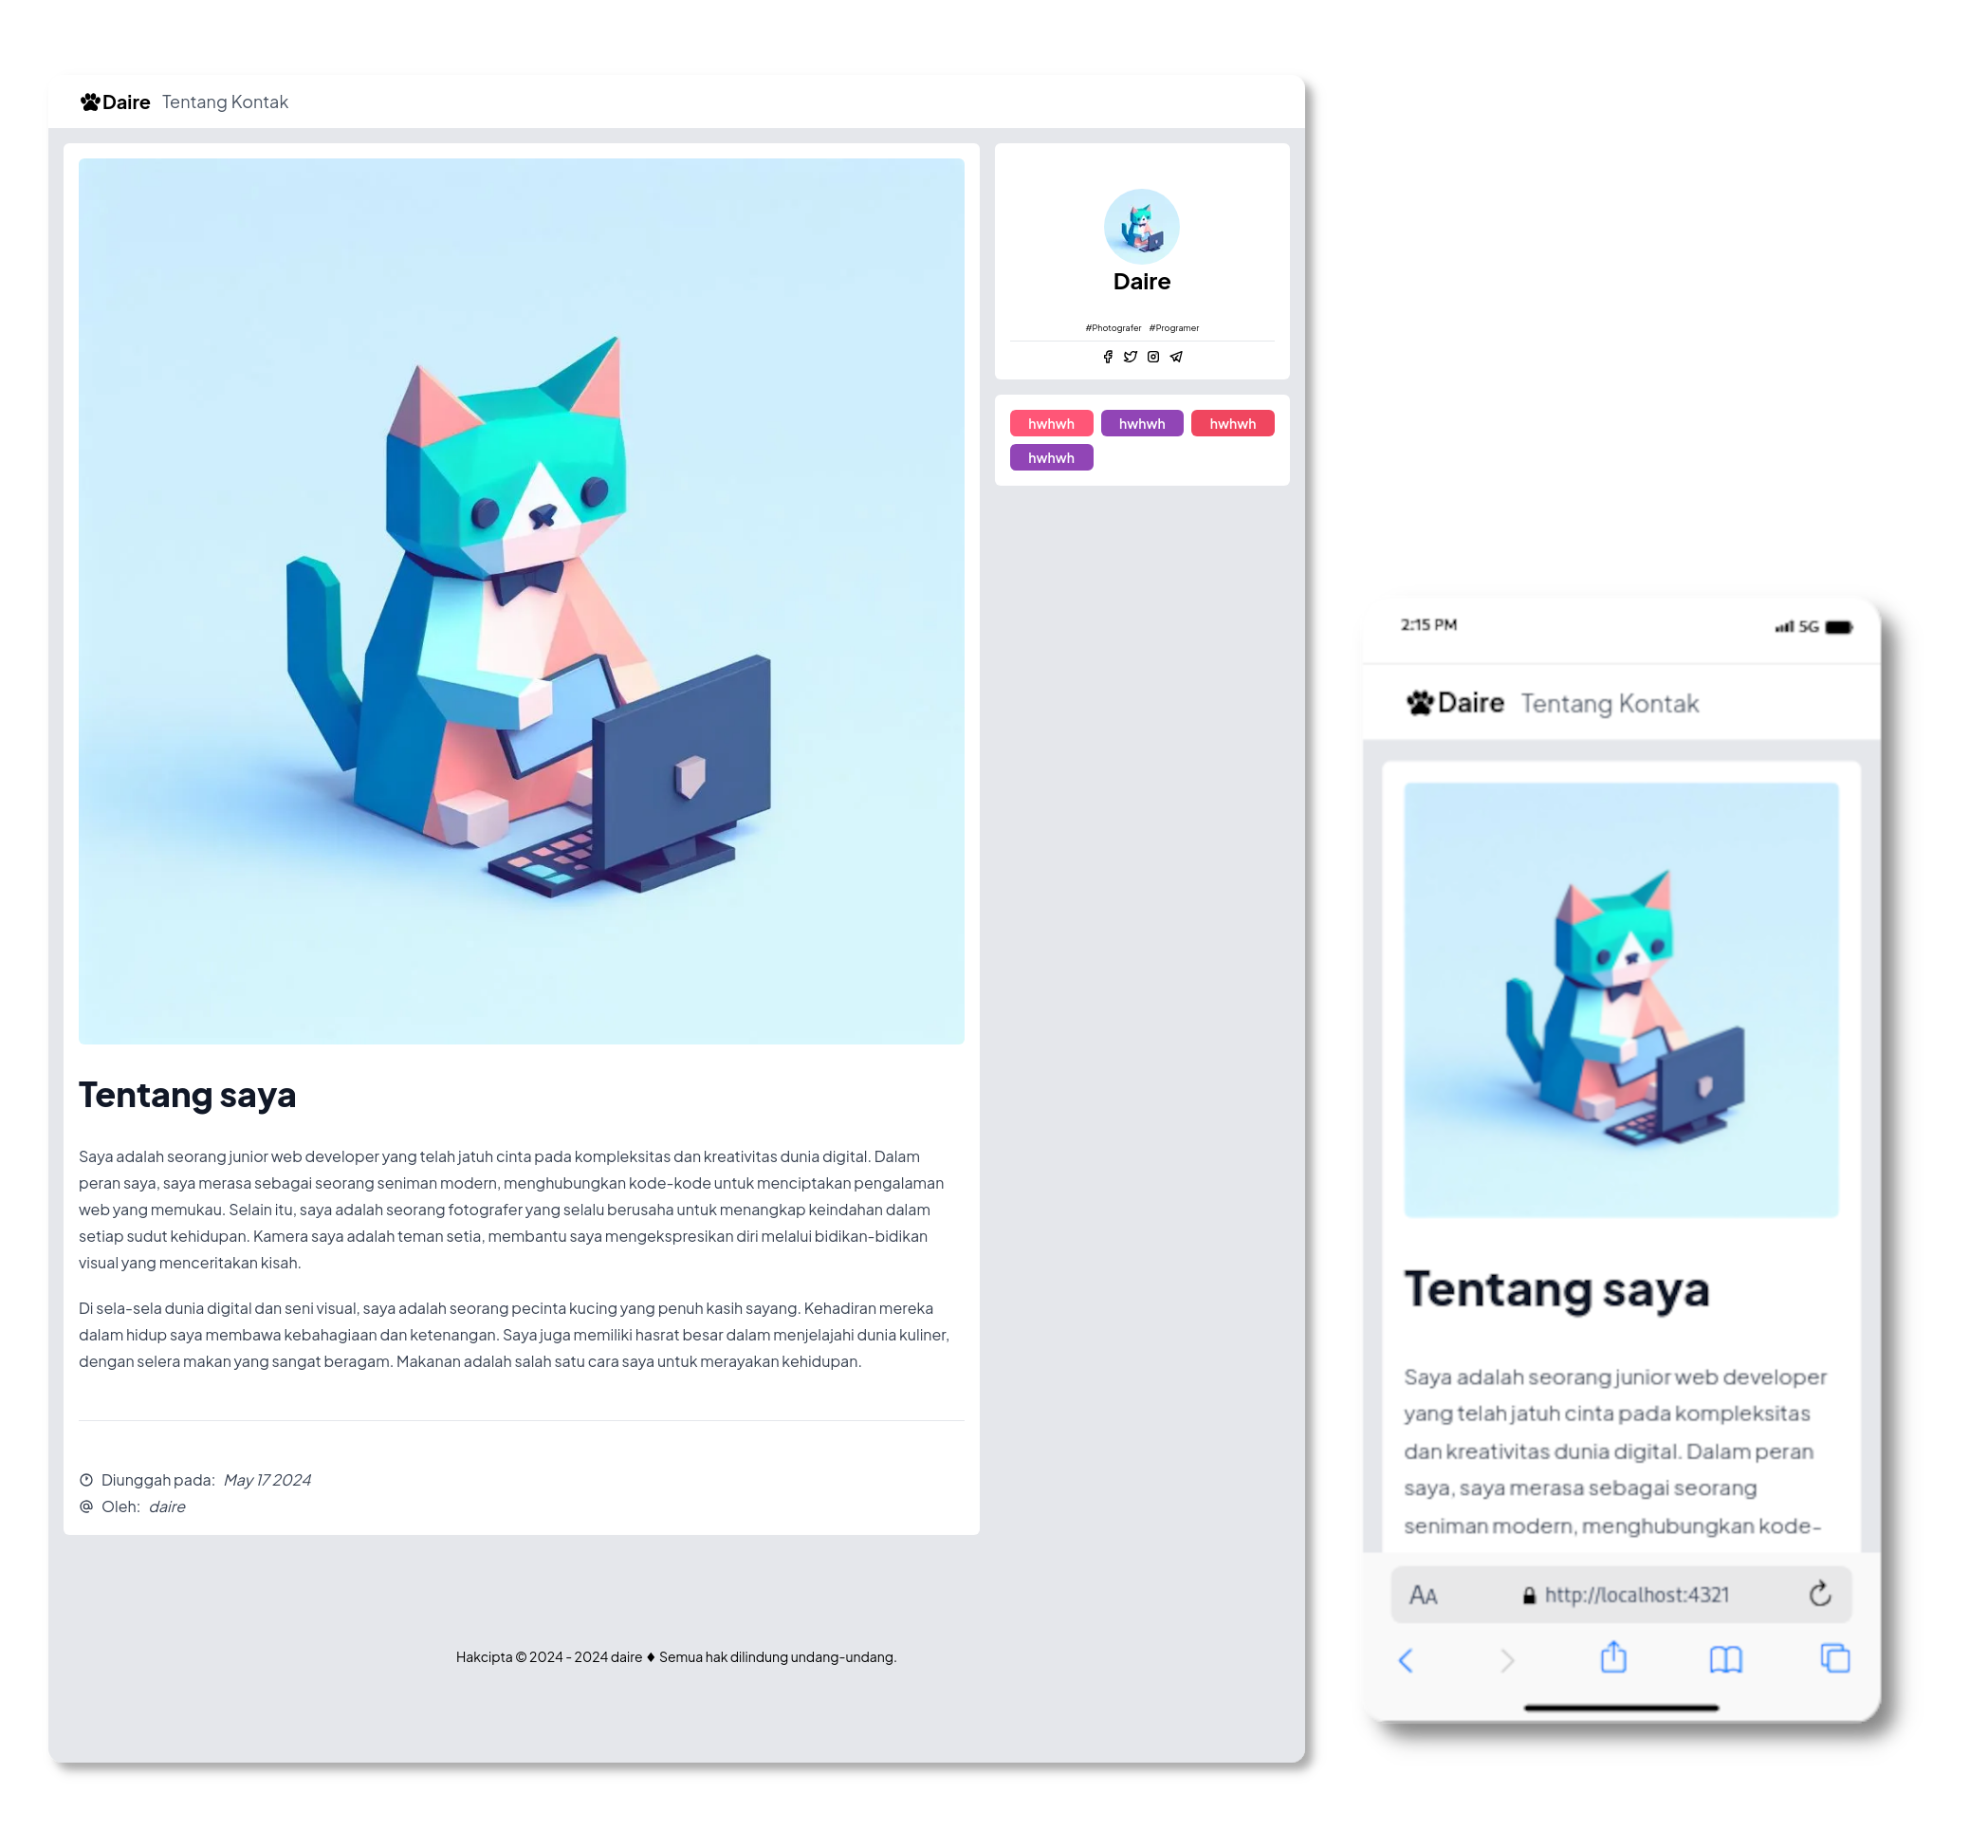 Daire Tentang Kontak
Daire
#Photografer #Programer
hwhwh hwhwh hwhwh
hwhwh
Tentang saya
Saya adalah seorang junior web developer yang telah jatuh cinta pada kompleksitas dan kreativitas dunia digital. Dalam
peran saya, saya merasa sebagai seorang seniman modern, menghubungkan kode-kode untuk menciptakan pengalaman
web yang memukau. Selain itu, saya adalah seorang fotografer yang selalu berusaha untuk menangkap keindahan dalam
setiap sudut kehidupan. Kamera saya adalah teman setia, membantu saya mengekspresikan diri melalui bidikan-bidikan
visual yang menceritakan kisah.
Di sela-sela dunia digital dan seni visual, saya adalah seorang pecinta kucing yang penuh kasih sayang. Kehadiran mereka
dalam hidup saya membawa kebahagiaan dan ketenangan. Saya juga memiliki hasrat besar dalam menjelajahi dunia kuliner,
dengan selera makan yang sangat beragam. Makanan adalah salah satu cara saya untuk merayakan kehidupan.
Diunggah pada: May 17 2024
Oleh: daire
Hakcipta © 2024 - 2024 daire ♦ Semua hak dilindung undang-undang.
2:15 PM 5G
Daire Tentang Kontak
Tentang saya
Saya adalah seorang junior web developer
yang telah jatuh cinta pada kompleksitas
dan kreativitas dunia digital. Dalam peran
saya, saya merasa sebagai seorang
seniman modern, menghubungkan kode-
AA http://localhost:4321